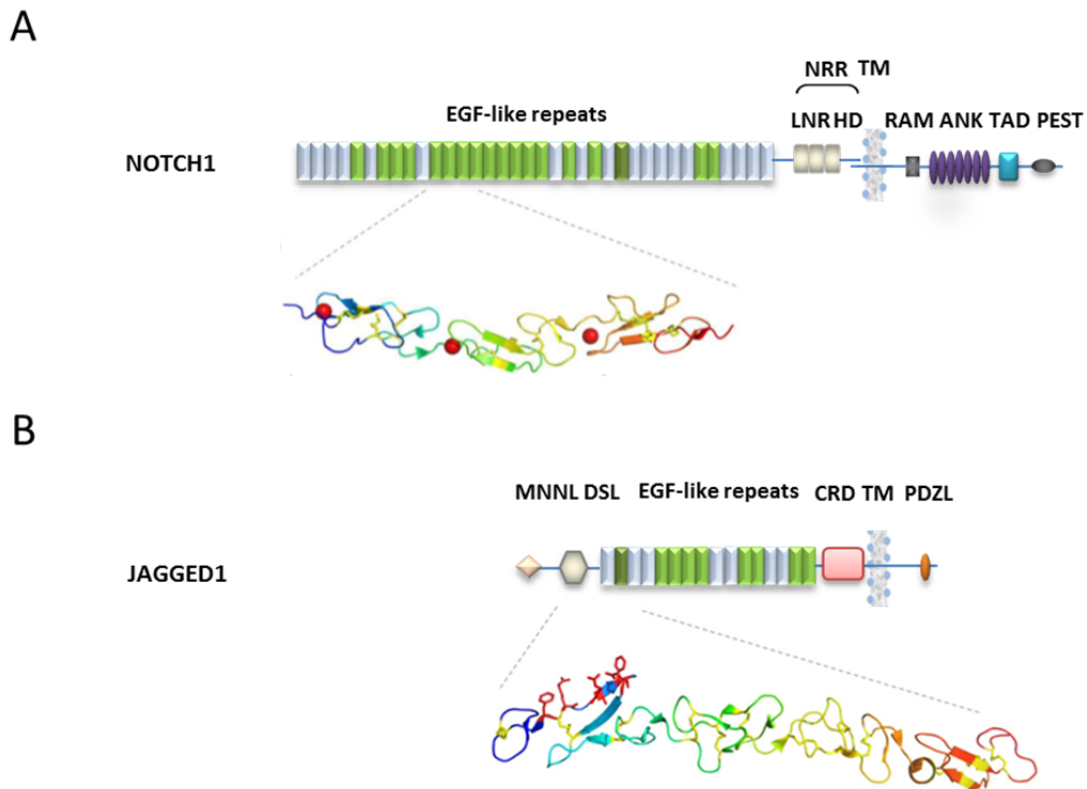 A
NRR TM
EGF-like repeats
LNR HD RAM ANK TAD PEST
NOTCH1
B
MNNL DSL EGF-like repeats CRD TM PDZL
JAGGED1